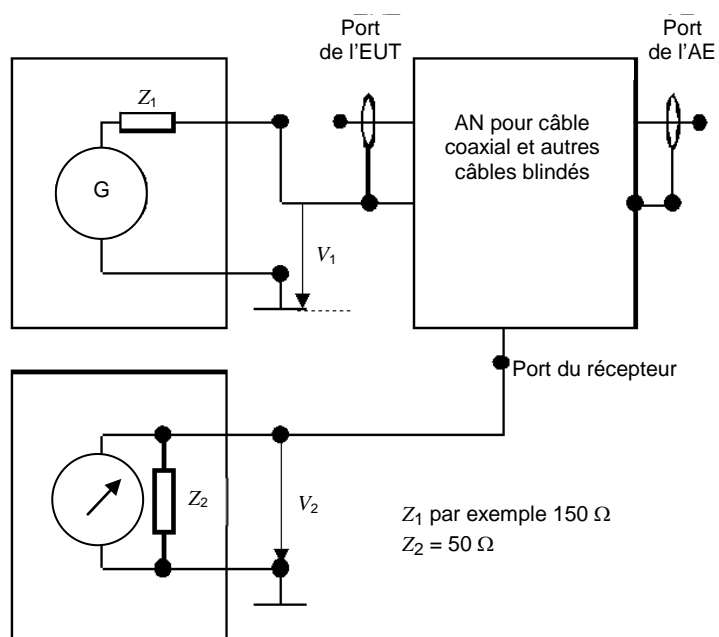 Port
de l'EUT
Port
de l'AE
Z1
AN pour câble
coaxial et autres
câbles blindés
G
V1
Port du récepteur
Z2
V2
Z1 par exemple 150 Ω
Z2 = 50 Ω